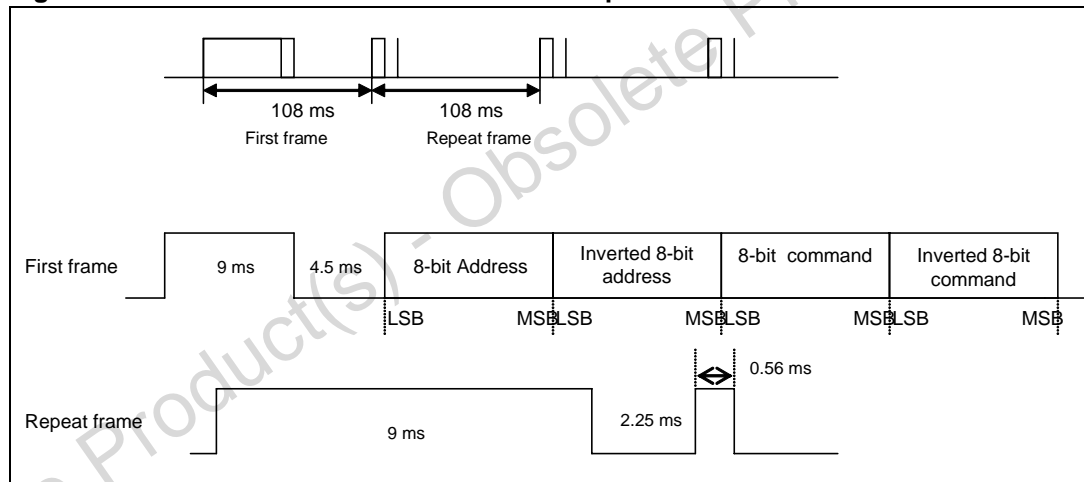 108 ms 108 ms
First frame Repeat frame
First frame 9 ms 4.5 ms 8-bit Address Inverted 8-bit address 8-bit command Inverted 8-bit command
LSB MSB LSB MSB LSB MSB LSB MSB
0.56 ms
Repeat frame 9 ms 2.25 ms
Product(s) - Obsolete